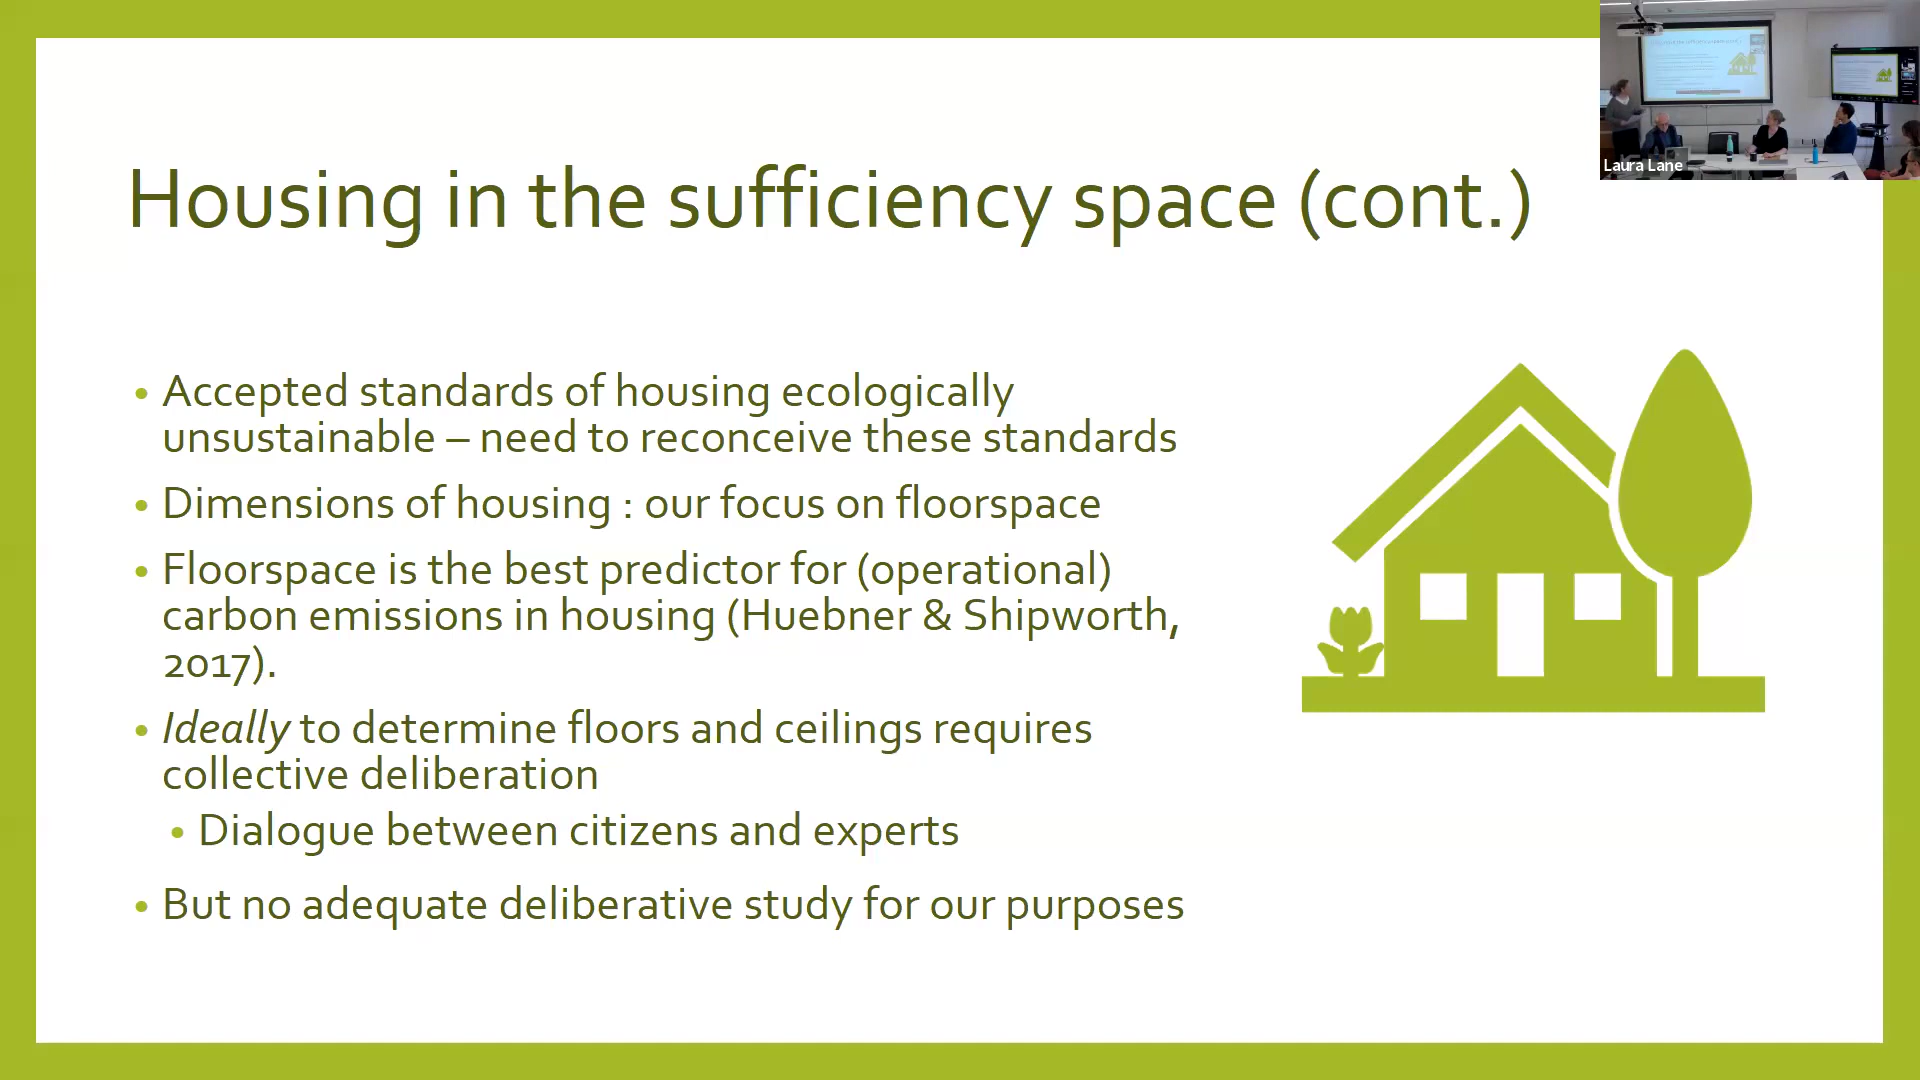 Laura Lane
Housing in the sufficiency space (cont.)
• Accepted standards of housing ecologically
unsustainable – need to reconceive these standards
• Dimensions of housing : our focus on floorspace
• Floorspace is the best predictor for (operational)
carbon emissions in housing (Huebner & Shipworth,
2017).
• Ideally to determine floors and ceilings requires
collective deliberation
• Dialogue between citizens and experts
• But no adequate deliberative study for our purposes